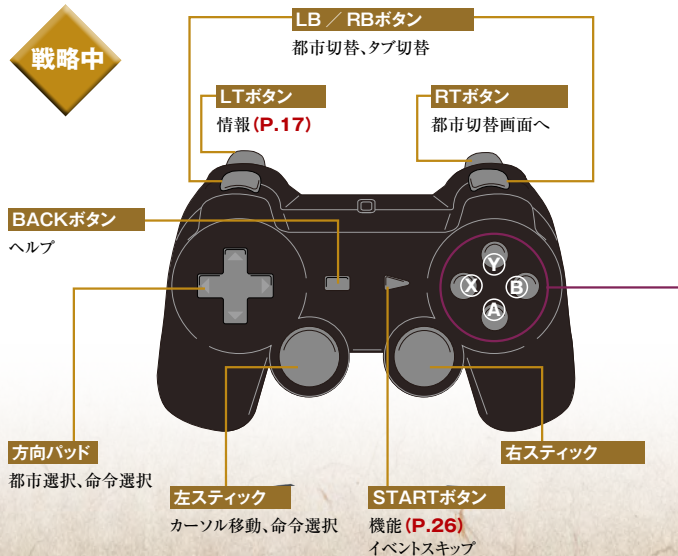 戦略中
LB ／ RBボタン
都市切替、タブ切替
LTボタン
情報(P.17)
RTボタン
都市切替画面へ
BACKボタン
ヘルプ
Y
X
B
A
方向パッド
都市選択、命令選択
左スティック
カーソル移動、命令選択
STARTボタン
機能(P.26)
イベントスキップ
右スティック